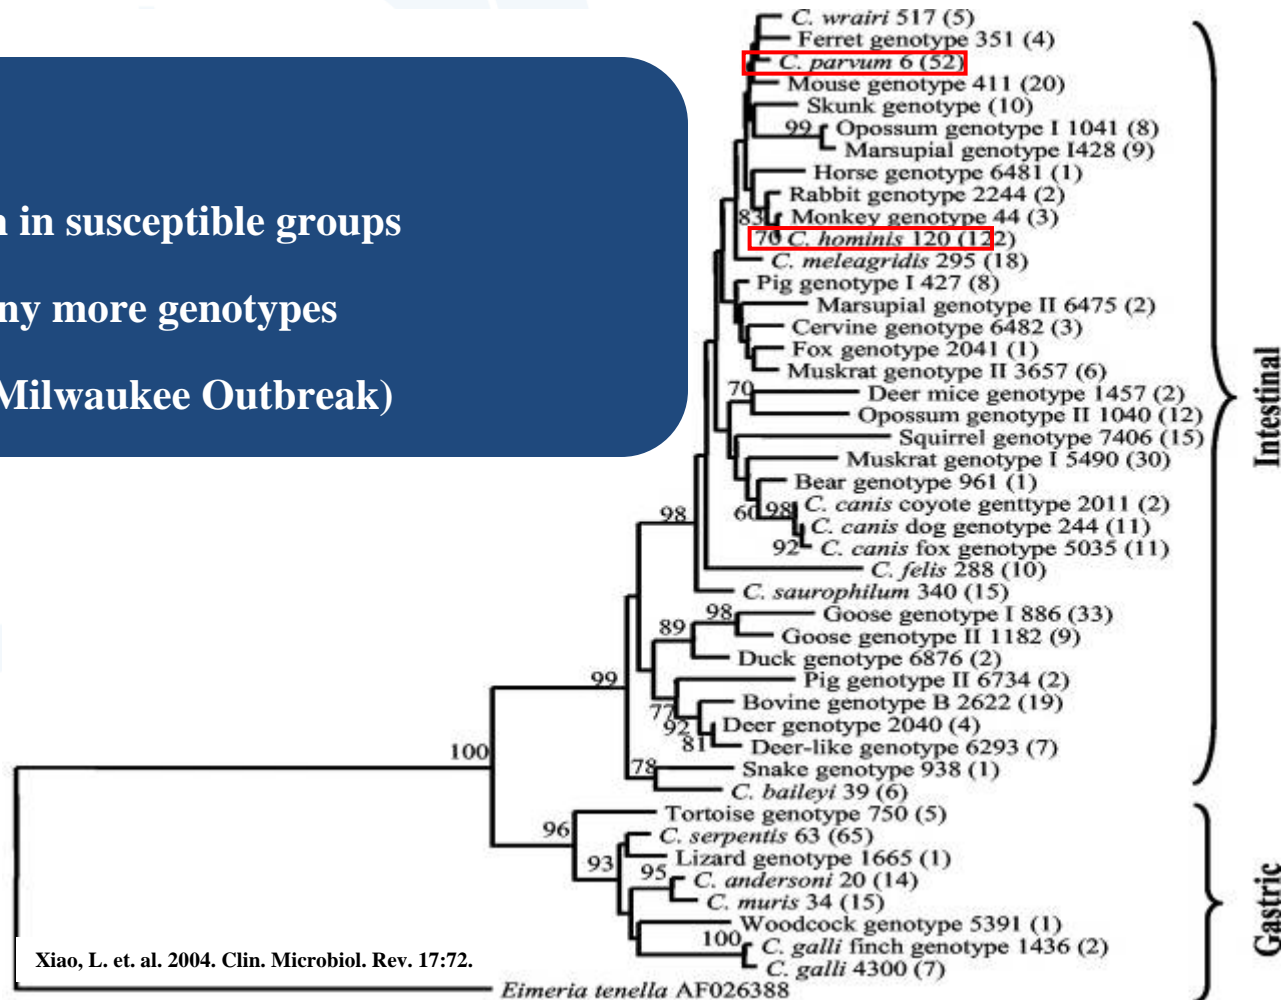 n in susceptible groups
ny more genotypes
Milwaukee Outbreak)
C. wrairi 517 (5)
Ferret genotype 351 (4)
C. parvum 6 (52)
Mouse genotype 411 (20)
Skunk genotype (10)
99 Opossum genotype I 1041 (8)
Marsupial genotype I428 (9)
Horse genotype 6481 (1)
Rabbit genotype 2244 (2)
83 Monkey genotype 44 (3)
70 C. hominis 120 (122)
C. meleagridis 295 (18)
Pig genotype I 427 (8)
Marsupial genotype II 6475 (2)
Cervine genotype 6482 (3)
Fox genotype 2041 (1)
Muskrat genotype II 3657 (6)
70 Deer mice genotype 1457 (2)
Opossum genotype II 1040 (12)
Squirrel genotype 7406 (15)
Muskrat genotype I 5490 (30)
Bear genotype 961 (1)
60 98 C. canis coyote genttype 2011 (2)
C. canis dog genotype 244 (11)
92 C. canis fox genotype 5035 (11)
98
C. felis 288 (10)
C. saurophilum 340 (15)
98 Goose genotype I 886 (33)
89 Goose genotype II 1182 (9)
Duck genotype 6876 (2)
99 Pig genotype II 6734 (2)
77 Bovine genotype B 2622 (19)
92 Deer genotype 2040 (4)
81 Deer-like genotype 6293 (7)
100
78 Snake genotype 938 (1)
C. baileyi 39 (6)
Intestinal
Tortoise genotype 750 (5)
96 C. serpentis 63 (65)
93 Lizard genotype 1665 (1)
95 C. andersoni 20 (14)
C. muris 34 (15)
Woodcock genotype 5391 (1)
100 C. galli finch genotype 1436 (2)
C. galli 4300 (7)
Gastric
Xiao, L. et. al. 2004. Clin. Microbiol. Rev. 17:72.
Eimeria tenella AF026388